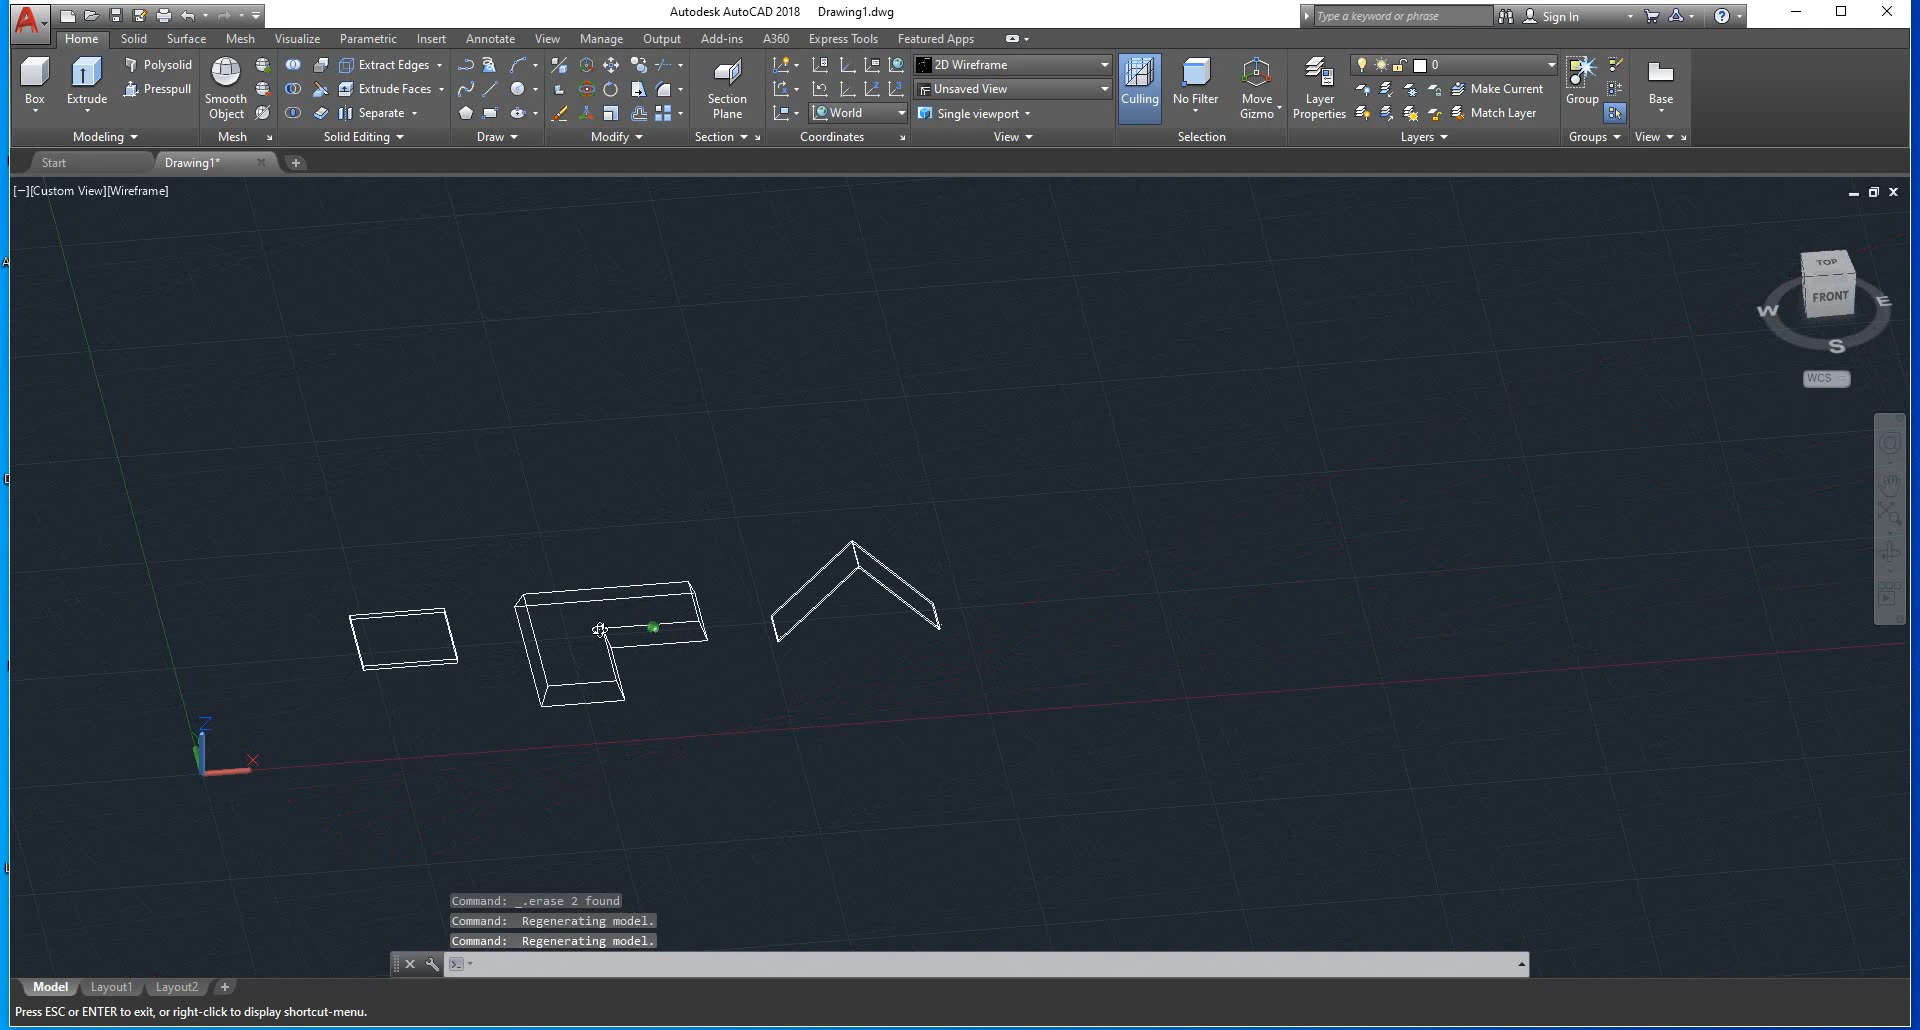 Autodesk AutoCAD 2018 Drawing1.dwg
Type a keyword or phrase
Sign In
Home Solid Surface Mesh Visualize Parametric Insert Annotate View Manage Output Add-ins A360 Express Tools Featured Apps
Box
Extrude
Polysolid
Presspull
Modeling
Smooth
Object
Mesh
Extract Edges
Extrude Faces
Separate
Solid Editing
Draw
Modify
Section
Plane
Section
World
Coordinates
2D Wireframe
Unsaved View
Single viewport
View
Culling
No Filter
Move
Gizmo
Selection
Layer
Properties
0
Make Current
Match Layer
Layers
Group
Groups
Base
View
Start
Drawing1*
[−][Custom View][Wireframe]
TOP
FRONT
W
E
S
WCS
Z
X
Command: _.erase 2 found
Command: Regenerating model.
Command: Regenerating model.
Model Layout1 Layout2
Press ESC or ENTER to exit, or right-click to display shortcut-menu.